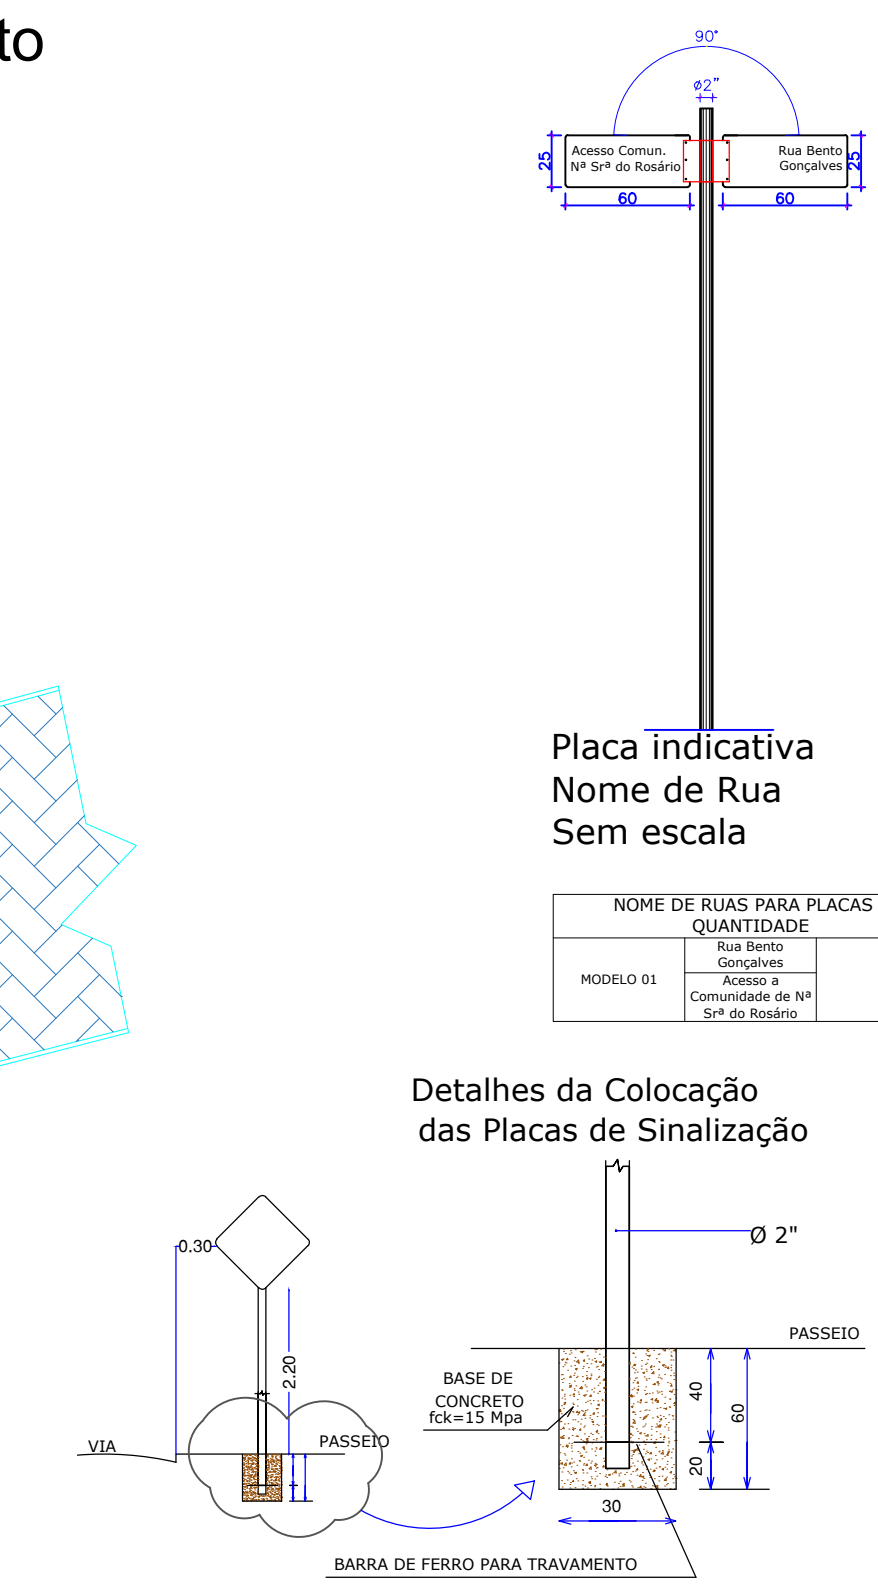 to
90°
ø2"
Acesso Comun.
Nª Srª do Rosário
Rua Bento
Gonçalves
25
25
60
60
Placa indicativa
Nome de Rua
Sem escala
NOME DE RUAS PARA PLACAS
QUANTIDADE
MODELO 01
Rua Bento
Gonçalves
Acesso a
Comunidade de Nª
Srª do Rosário
Detalhes da Colocação
das Placas de Sinalização
0.30
2.20
VIA
PASSEIO
Ø 2"
PASSEIO
BASE DE
CONCRETO
fck=15 Mpa
40
60
20
30
BARRA DE FERRO PARA TRAVAMENTO